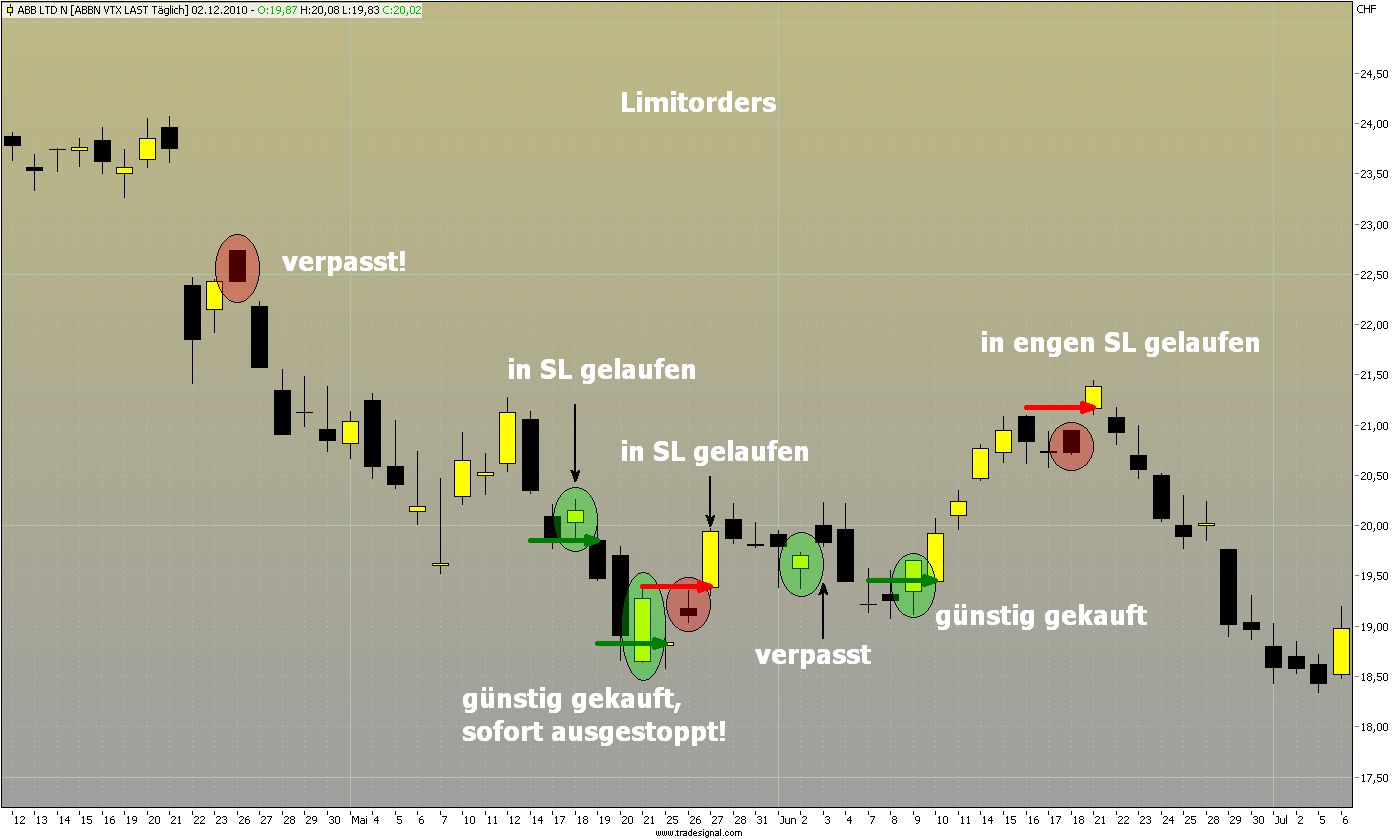 ABB LTD N [ABBN VTX LAST Täglich] 02.12.2010 - O:19,87 H:20,08 L:19,83 C:20,02
CHF
Limitorders
verpasst!
in SL gelaufen
in SL gelaufen
in engen SL gelaufen
günstig gekauft
verpasst
günstig gekauft,
sofort ausgestoppt!
24,50
24,00
23,50
23,00
22,50
22,00
21,50
21,00
20,50
20,00
19,50
19,00
18,50
18,00
17,50
12 13 14 15 16 19 20 21 22 23 26 27 28 29 30 Mai 4 5 6 7 10 11 12 14 17 18 19 20 21 25 26 27 28 31 Jun 2 3 4 7 8 9 10 11 14 15 16 17 18 21 22 23 24 25 28 29 30 Jul 2 5 6
www.tradesignal.com